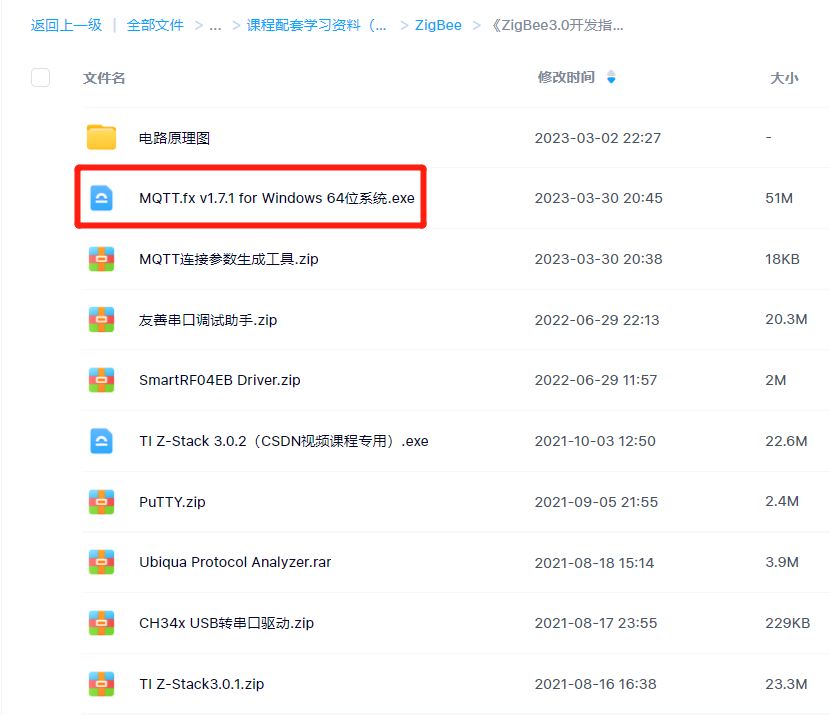 返回上一级 | 全部文件 > ... > 课程配套学习资料（... > ZigBee > 《ZigBee3.0开发指...
文件名 修改时间 大小
电路原理图 2023-03-02 22:27 -
MQTT.fx v1.7.1 for Windows 64位系统.exe 2023-03-30 20:45 51M
MQTT连接参数生成工具.zip 2023-03-30 20:38 18KB
友善串口调试助手.zip 2022-06-29 22:13 20.3M
SmartRF04EB Driver.zip 2022-06-29 11:57 2M
TI Z-Stack 3.0.2（CSDN视频课程专用）.exe 2021-10-03 12:50 22.6M
PuTTY.zip 2021-09-05 21:55 2.4M
Ubiqua Protocol Analyzer.rar 2021-08-18 15:14 3.9M
CH34x USB转串口驱动.zip 2021-08-17 23:55 229KB
TI Z-Stack3.0.1.zip 2021-08-16 16:38 23.3M